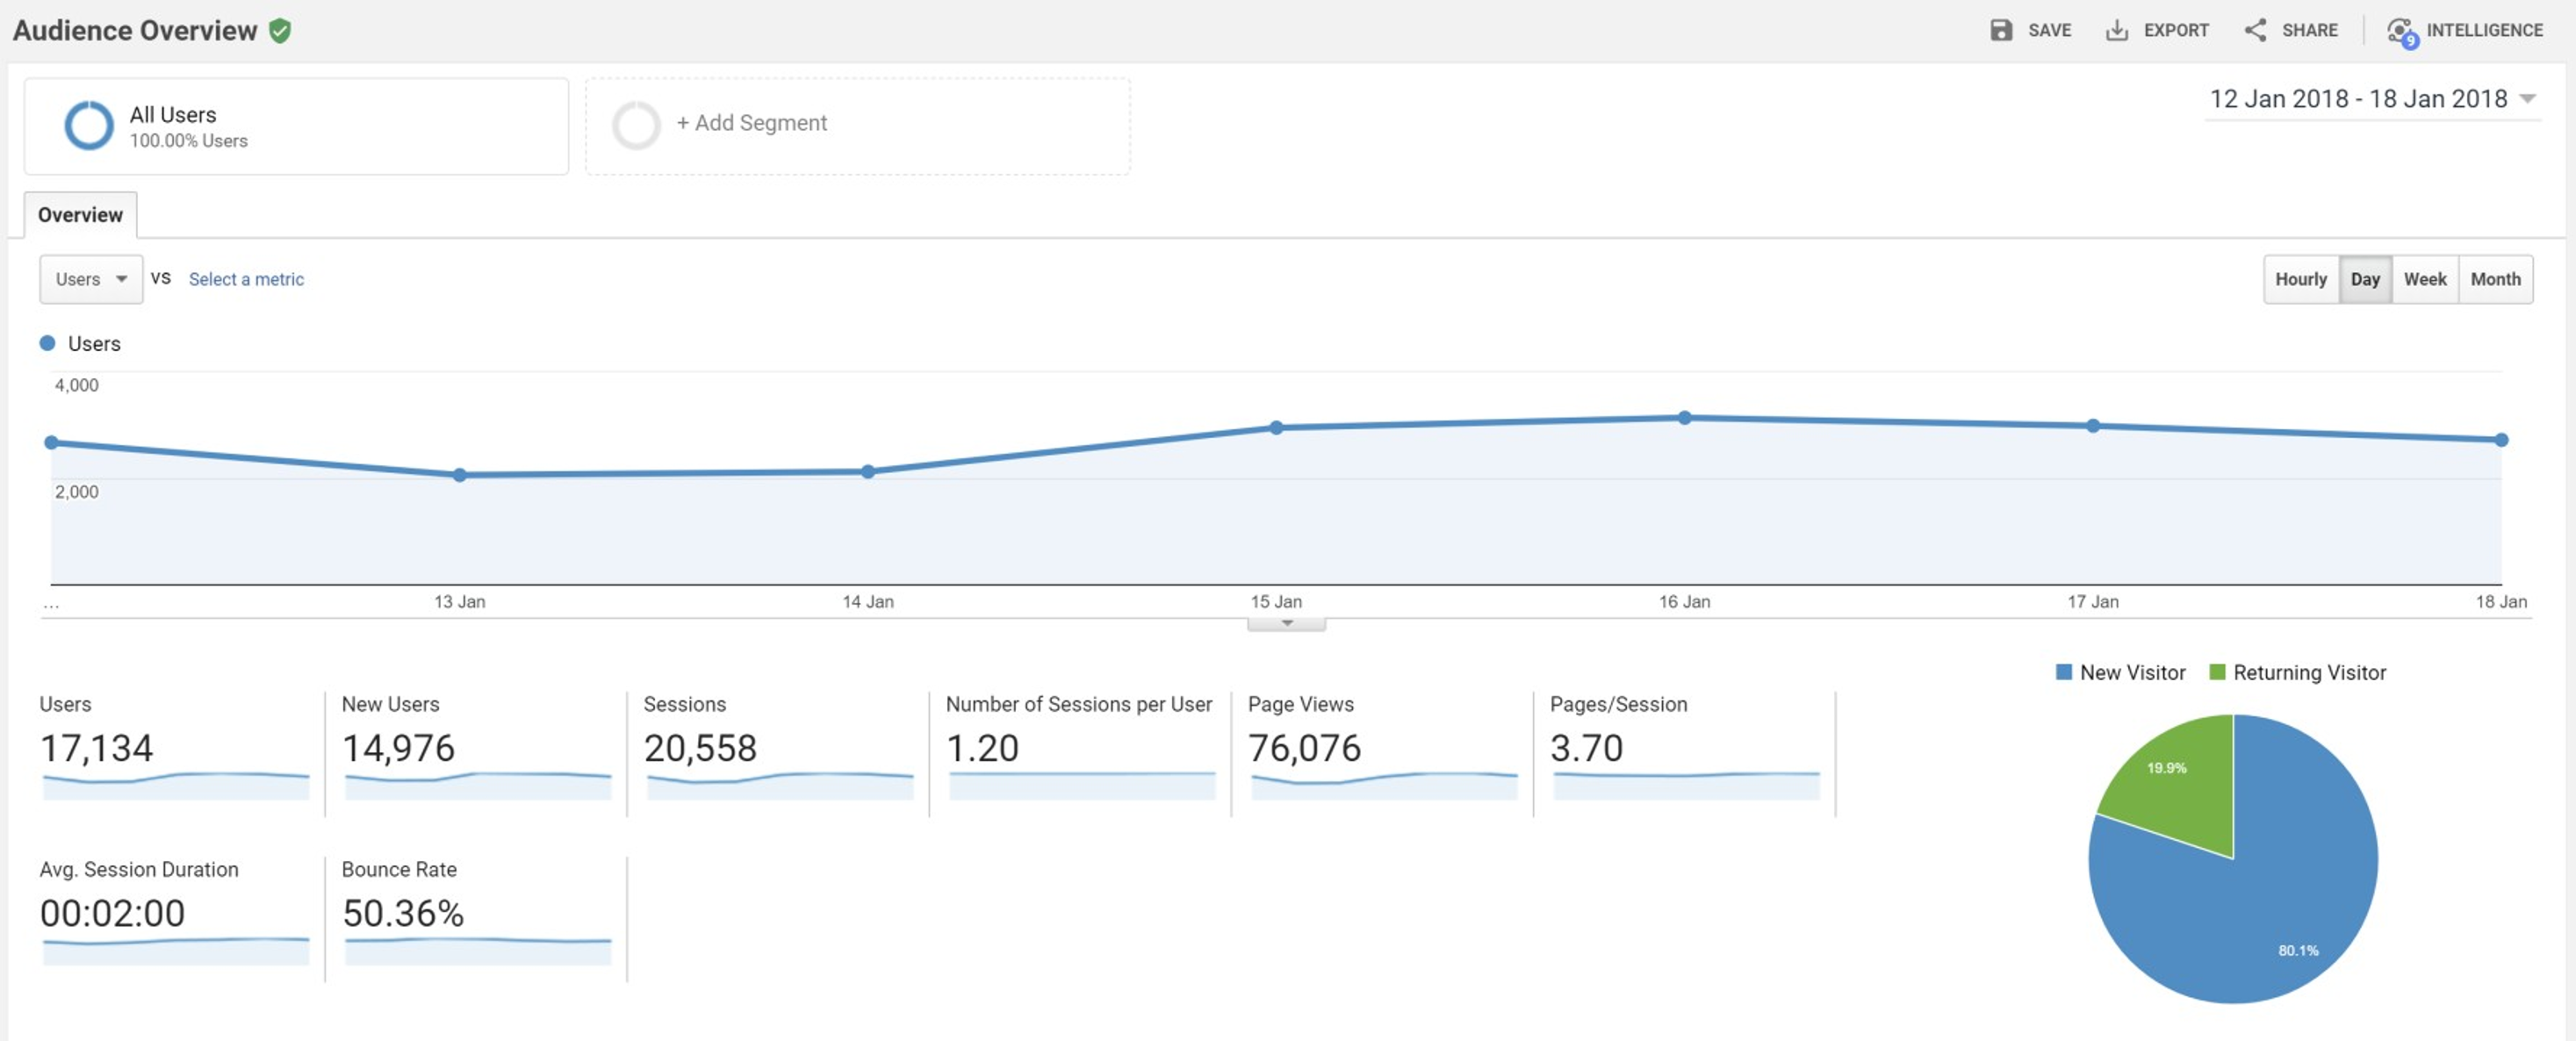 Audience Overview
SAVE
EXPORT
SHARE
9
INTELLIGENCE
All Users
100.00% Users
+ Add Segment
12 Jan 2018 - 18 Jan 2018
Overview
Users
VS
Select a metric
Hourly
Day
Week
Month
Users
4,000
2,000
...
13 Jan
14 Jan
15 Jan
16 Jan
17 Jan
18 Jan
New Visitor
Returning Visitor
Users
17,134
New Users
14,976
Sessions
20,558
Number of Sessions per User
1.20
Page Views
76,076
Pages/Session
3.70
19.9%
80.1%
Avg. Session Duration
00:02:00
Bounce Rate
50.36%